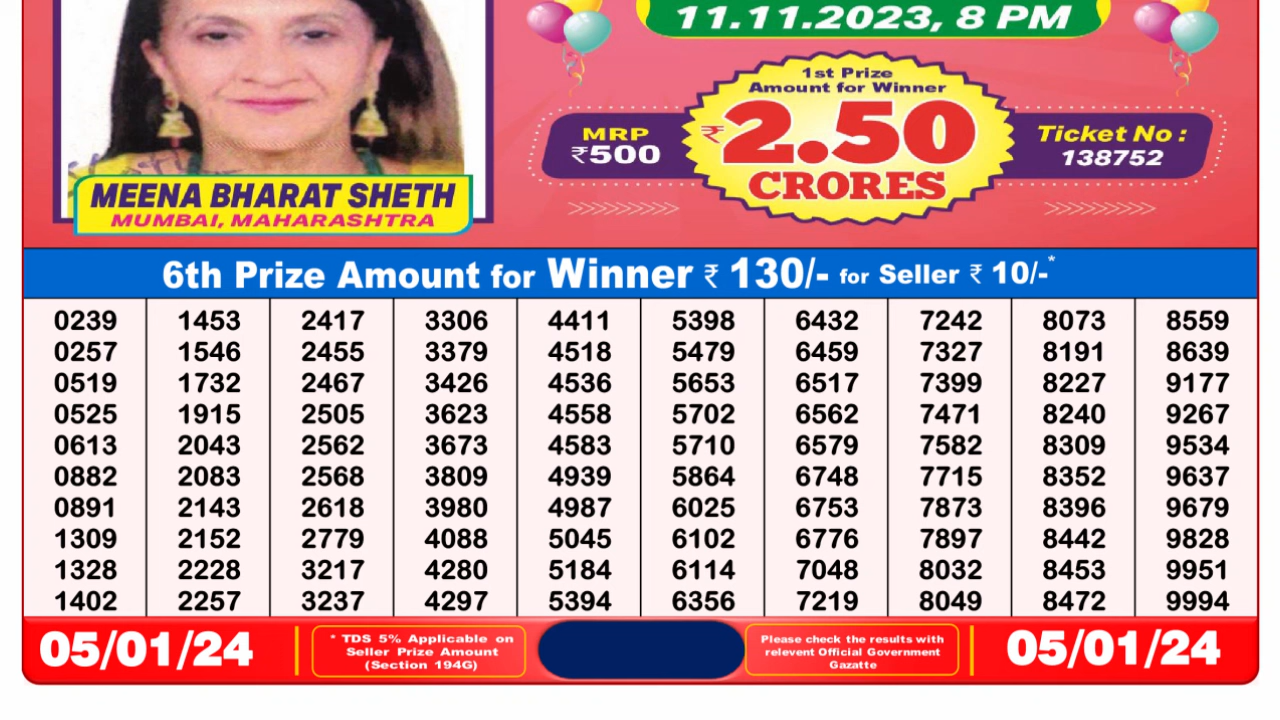 11.11.2023, 8 PM
1st Prize
Amount for Winner
₹2.50
CRORES
MRP
₹500
Ticket No :
138752
MEENA BHARAT SHETH
MUMBAI, MAHARASHTRA
6th Prize Amount for Winner ₹ 130/- for Seller ₹ 10/-*
0239 1453 2417 3306 4411 5398 6432 7242 8073 8559
0257 1546 2455 3379 4518 5479 6459 7327 8191 8639
0519 1732 2467 3426 4536 5653 6517 7399 8227 9177
0525 1915 2505 3623 4558 5702 6562 7471 8240 9267
0613 2043 2562 3673 4583 5710 6579 7582 8309 9534
0882 2083 2568 3809 4939 5864 6748 7715 8352 9637
0891 2143 2618 3980 4987 6025 6753 7873 8396 9679
1309 2152 2779 4088 5045 6102 6776 7897 8442 9828
1328 2228 3217 4280 5184 6114 7048 8032 8453 9951
1402 2257 3237 4297 5394 6356 7219 8049 8472 9994
05/01/24
* TDS 5% Applicable on
Seller Prize Amount
(Section 194G)
Please check the results with
relevent Official Government
Gazatte
05/01/24